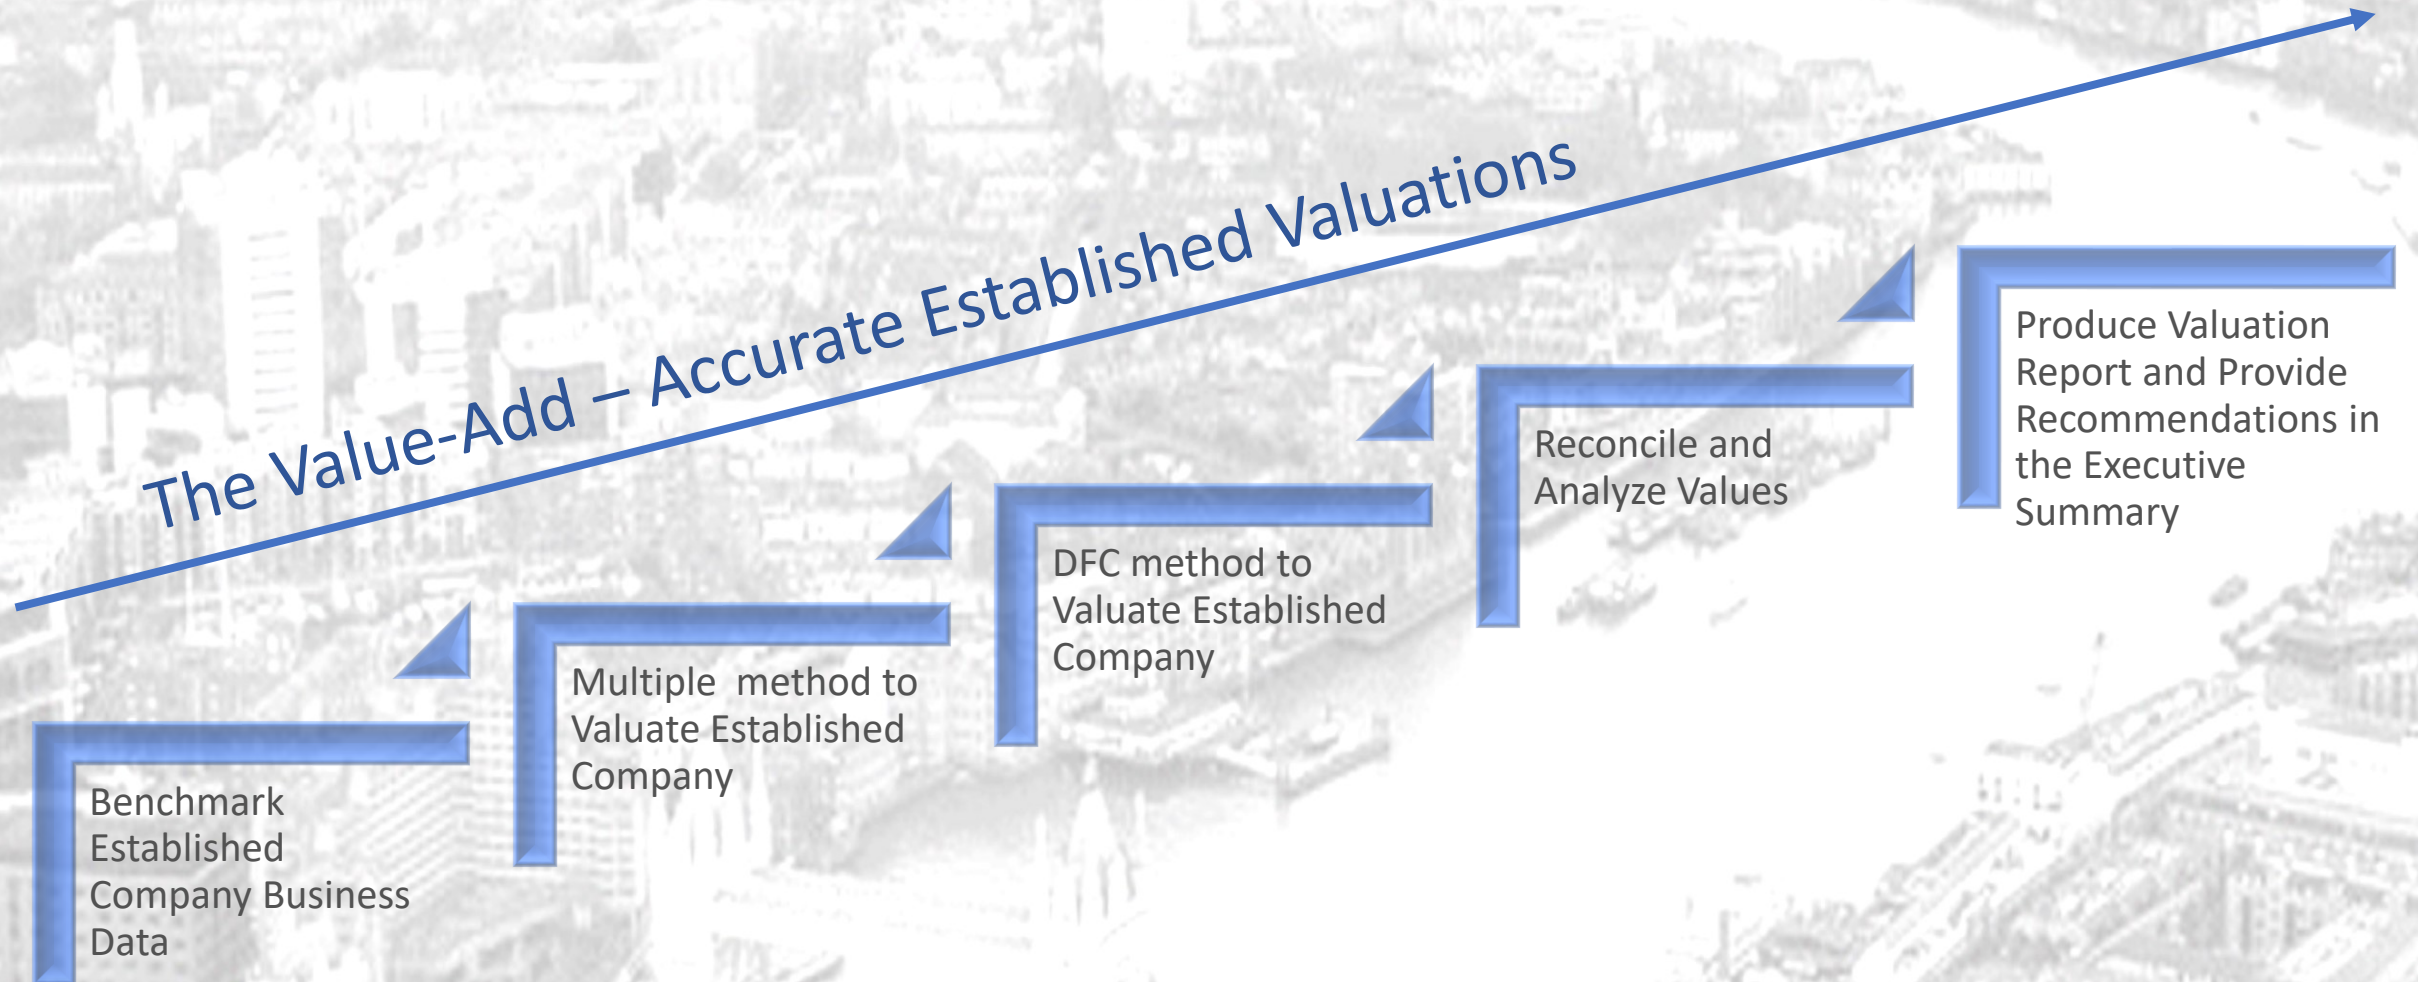 The Value-Add – Accurate Established Valuations
Benchmark
Established
Company Business
Data
Multiple  method to
Valuate Established
Company
DFC method to
Valuate Established
Company
Reconcile and
Analyze Values
Produce Valuation
Report and Provide
Recommendations in
the Executive
Summary